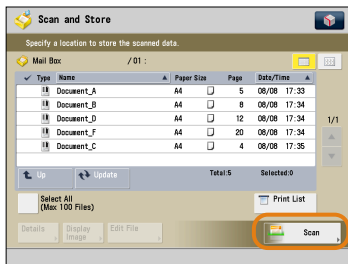 Scan and Store
Specify a location to store the scanned data.
Mail Box /01 :
✓ Type Name ▲ Paper Size Page Date/Time ▲
Document_A A4 5 08/08 17:33
Document_B A4 8 08/08 17:34
Document_D A4 12 08/08 17:34 1/1
Document_F A4 20 08/08 17:34
Document_C A4 4 08/08 17:35
Up Update Total:5 Selected:0
Select All
(Max 100 Files) Print List
Details Display
Image Edit File Scan